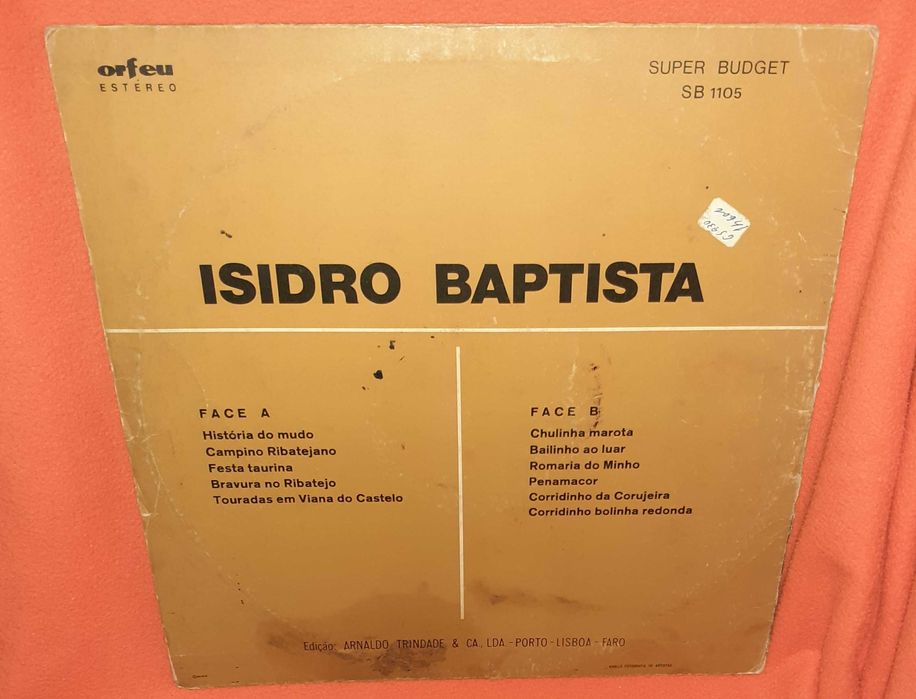 orfeu
ESTÉREO
SUPER BUDGET
SB 1105
ISIDRO BAPTISTA
FACE A
História do mudo
Campino Ribatejano
Festa taurina
Bravura no Ribatejo
Touradas em Viana do Castelo
FACE B
Chulinha marota
Bailinho ao luar
Romaria do Minho
Penamacor
Corridinho da Corujeira
Corridinho bolinha redonda
Edição: ARNALDO TRINDADE & CA, LDA - PORTO - LISBOA - FARO